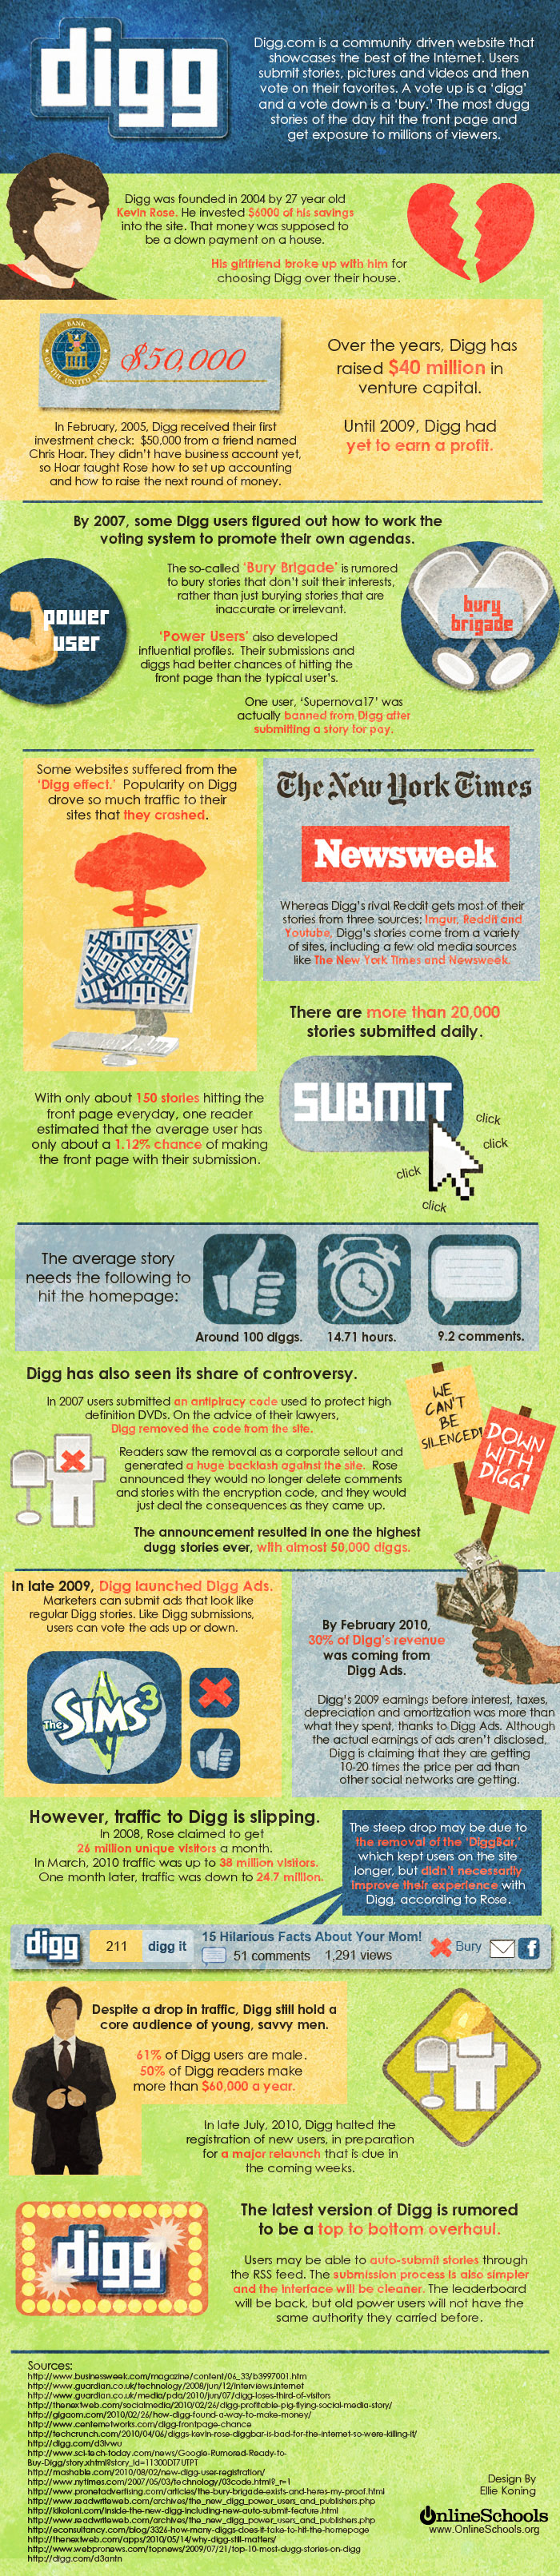 digg
Digg.com is a community driven website that
showcases the best of the Internet. Users
submit stories, pictures and videos and then
vote on their favorites. A vote up is a 'digg'
and a vote down is a 'bury.' The most dugg
stories of the day hit the front page and
get exposure to millions of viewers.
Digg was founded in 2004 by 27 year old
Kevin Rose. He invested $6000 of his savings
into the site. That money was supposed to
be a down payment on a house.
His girlfriend broke up with him for
choosing Digg over their house.
BANK
THE UNITED STATES
$50,000
In February, 2005, Digg received their first
investment check: $50,000 from a friend named
Chris Hoar. They didn't have business account yet,
so Hoar taught Rose how to set up accounting
and how to raise the next round of money.
Over the years, Digg has
raised $40 million in
venture capital.
Until 2009, Digg had
yet to earn a profit.
By 2007, some Digg users figured out how to work the
voting system to promote their own agendas.
The so-called 'Bury Brigade' is rumored
to bury stories that don't suit their interests,
rather than just burying stories that are
inaccurate or irrelevant.
power
user
bury
brigade
'Power Users' also developed
influential profiles. Their submissions and
diggs had better chances of hitting the
front page than the typical user's.
One user, 'Supernova17' was
actually banned from Digg after
submitting a story for pay.
Some websites suffered from the
'Digg effect.' Popularity on Digg
drove so much traffic to their
sites that they crashed.
digg
The New York Times
Newsweek
Whereas Digg's rival Reddit gets most of their
stories from three sources: Imgur, Reddit and
Youtube, Digg's stories come from a variety
of sites, including a few old media sources
like The New York Times and Newsweek.
There are more than 20,000
stories submitted daily.
With only about 150 stories hitting the
front page everyday, one reader
estimated that the average user has
only about a 1.12% chance of making
the front page with their submission.
SUBMIT
click
click
click
click
The average story
needs the following to
hit the homepage:
Around 100 diggs.
14.71 hours.
9.2 comments.
Digg has also seen its share of controversy.
In 2007 users submitted an antipiracy code used to protect high
definition DVDs. On the advice of their lawyers,
Digg removed the code from the site.
Readers saw the removal as a corporate sellout and
generated a huge backlash against the site. Rose
announced they would no longer delete comments
and stories with the encryption code, and they would
just deal the consequences as they came up.
The announcement resulted in one the highest
dugg stories ever, with almost 50,000 diggs.
WE
CAN'T
BE
SILENCED!
DOWN
WITH
DIGG!
In late 2009, Digg launched Digg Ads.
Marketers can submit ads that look like
regular Digg stories. Like Digg submissions,
users can vote the ads up or down.
The SIMS 3
By February 2010,
30% of Digg's revenue
was coming from
Digg Ads.
Digg's 2009 earnings before interest, taxes,
depreciation and amortization was more than
what they spent, thanks to Digg Ads. Although
the actual earnings of ads aren't disclosed,
Digg is claiming that they are getting
10-20 times the price per ad than
other social networks are getting.
However, traffic to Digg is slipping.
In 2008, Rose claimed to get
26 million unique visitors a month.
In March, 2010 traffic was up to 38 million visitors.
One month later, traffic was down to 24.7 million.
The steep drop may be due to
the removal of the 'DiggBar,'
which kept users on the site
longer, but didn't necessarily
improve their experience with
Digg, according to Rose.
digg
211
digg it
15 Hilarious Facts About Your Mom!
51 comments
1,291 views
Bury
f
Despite a drop in traffic, Digg still hold a
core audience of young, savvy men.
61% of Digg users are male.
50% of Digg readers make
more than $60,000 a year.
In late July, 2010, Digg halted the
registration of new users, in preparation
for a major relaunch that is due in
the coming weeks.
digg
The latest version of Digg is rumored
to be a top to bottom overhaul.
Users may be able to auto-submit stories through
the RSS feed. The submission process is also simpler
and the interface will be cleaner. The leaderboard
will be back, but old power users will not have the
same authority they carried before.
Sources:
http://www.businessweek.com/magazine/content/06_33/b3997001.htm
http://www.guardian.co.uk/technology/2008/jun/12/interviews.internet
http://www.guardian.co.uk/media/pda/2010/jun/07/digg-loses-third-of-visitors
http://thenextweb.com/socialmedia/2010/02/26/digg-profitable-pig-flying-social-media-story/
http://gigaom.com/2010/02/26/how-digg-found-a-way-to-make-money/
http://www.centernetworks.com/digg-frontpage-chance
http://techcrunch.com/2010/04/06/diggs-kevin-rose-diggbar-is-bad-for-the-internet-so-were-killing-it/
http://digg.com/d3lvwu
http://www.sci-tech-today.com/news/Google-Rumored-Ready-to-
Buy-Digg/story.xhtml?story_id=11300DT7UTPT
http://mashable.com/2010/08/02/new-digg-user-registration/
http://www.nytimes.com/2007/05/03/technology/03code.html?_r=1
http://www.pronetadvertising.com/articles/the-bury-brigade-exists-and-heres-my-proof.html
http://www.readwriteweb.com/archives/the_new_digg_power_users_and_publishers.php
http://kikolani.com/inside-the-new-digg-including-new-auto-submit-feature.html
http://www.readwriteweb.com/archives/the_new_digg_power_users_and_publishers.php
http://econsultancy.com/blog/3326-how-many-diggs-does-it-take-to-hit-the-homepage
http://thenextweb.com/apps/2010/05/14/why-digg-still-matters/
http://www.webpronews.com/topnews/2009/07/21/top-10-most-dugg-stories-on-digg
http://digg.com/d3antn
Design By
Ellie Koning
OnlineSchools
www.OnlineSchools.org